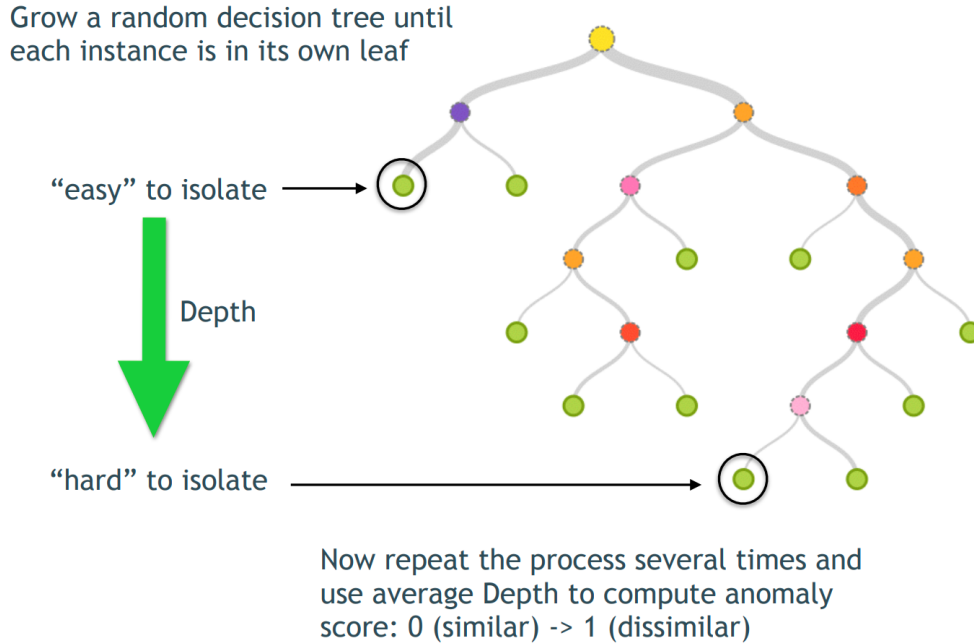 Grow a random decision tree until
each instance is in its own leaf
“easy” to isolate
Depth
“hard” to isolate
Now repeat the process several times and
use average Depth to compute anomaly
score: 0 (similar) -> 1 (dissimilar)